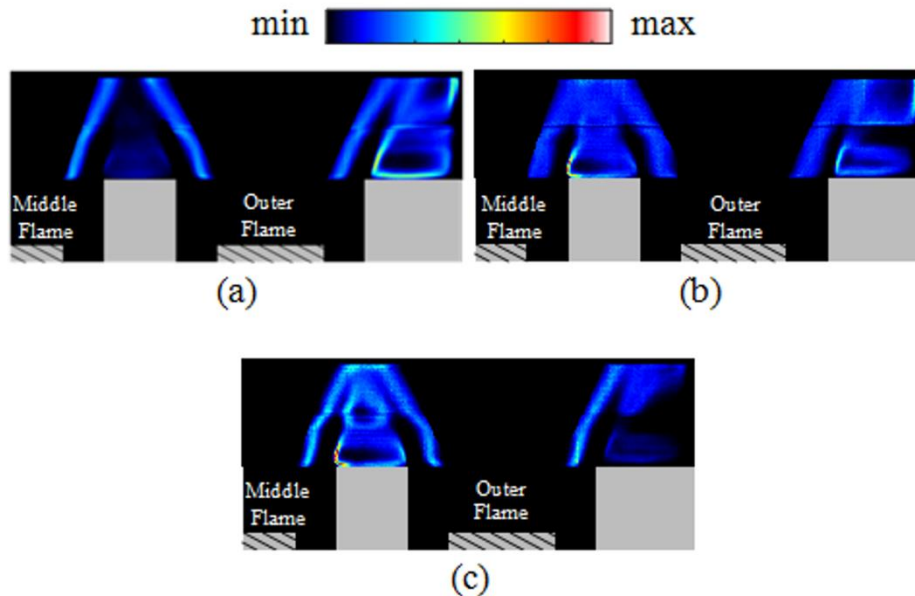 min max
Middle
Flame
Outer
Flame
(a)
Middle
Flame
Outer
Flame
(b)
Middle
Flame
Outer
Flame
(c)